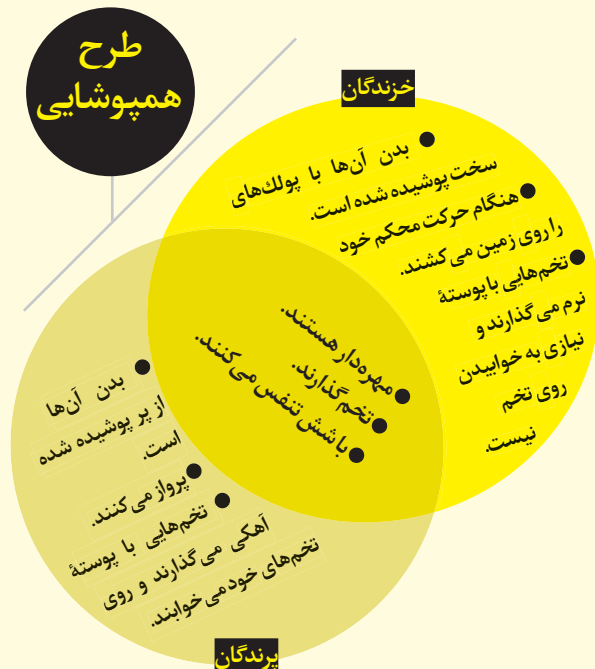 طرح
همپوشایی
خزندگان
● بدن آن‌ها با پولك‌های
سخت پوشیده شده است.
● هنگام حرکت محکم خود
را روی زمین می‌کشند.
● تخم‌هایی با پوستهٔ
نرم می‌گذارند و
نیازی به خوابیدن
روی تخم
نیست.
● مهره‌دار هستند.
● تخم‌گذارند.
● با شش تنفس می‌کنند.
● بدن آن‌ها
از پر پوشیده شده
است.
● پرواز می‌کنند.
● تخم‌هایی با پوستهٔ
آهکی می‌گذارند و روی
تخم‌های خود می‌خوابند.
پرندگان